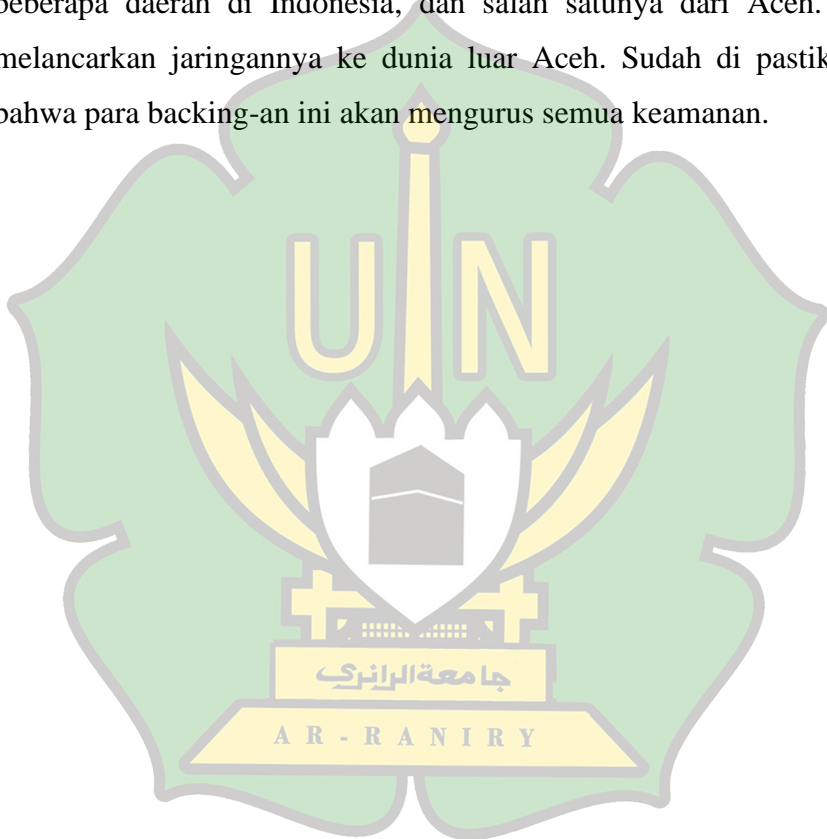 beberapa daerah di Indonesia, dan salah satunya dari Aceh.
melancarkan jaringannya ke dunia luar Aceh. Sudah di pastik
bahwa para backing-an ini akan mengurus semua keamanan.
UIN
جامعة الرانري
AR-RANIRY